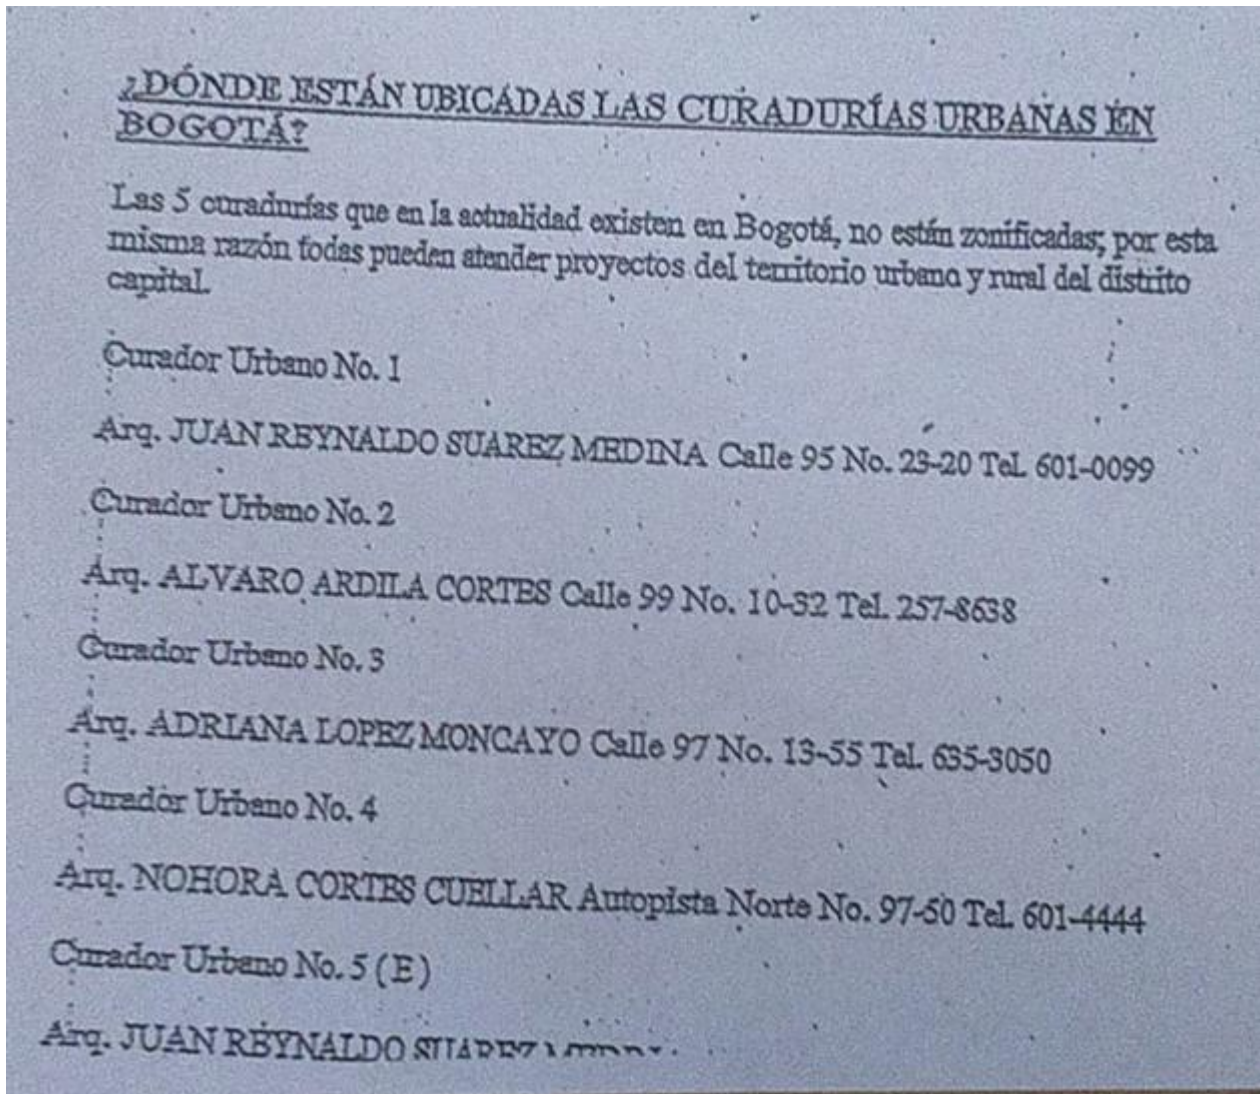 ¿DÓNDE ESTÁN UBICADAS LAS CURADURÍAS URBANAS EN
BOGOTÁ?
Las 5 curadurías que en la actualidad existen en Bogotá, no están zonificadas; por esta
misma razón todas pueden atender proyectos del territorio urbano y rural del distrito
capital.
Curador Urbano No. 1
Arq. JUAN REYNALDO SUAREZ MEDINA Calle 95 No. 23-20 Tel. 601-0099
Curador Urbano No. 2
Arq. ALVARO ARDILA CORTES Calle 99 No. 10-32 Tel. 257-8638
Curador Urbano No. 3
Arq. ADRIANA LOPEZ MONCAYO Calle 97 No. 13-55 Tel. 635-3050
Curador Urbano No. 4
Arq. NOHORA CORTES CUELLAR Autopista Norte No. 97-50 Tel. 601-4444
Curador Urbano No. 5 ( E )
Arq. JUAN REYNALDO SUAREZ